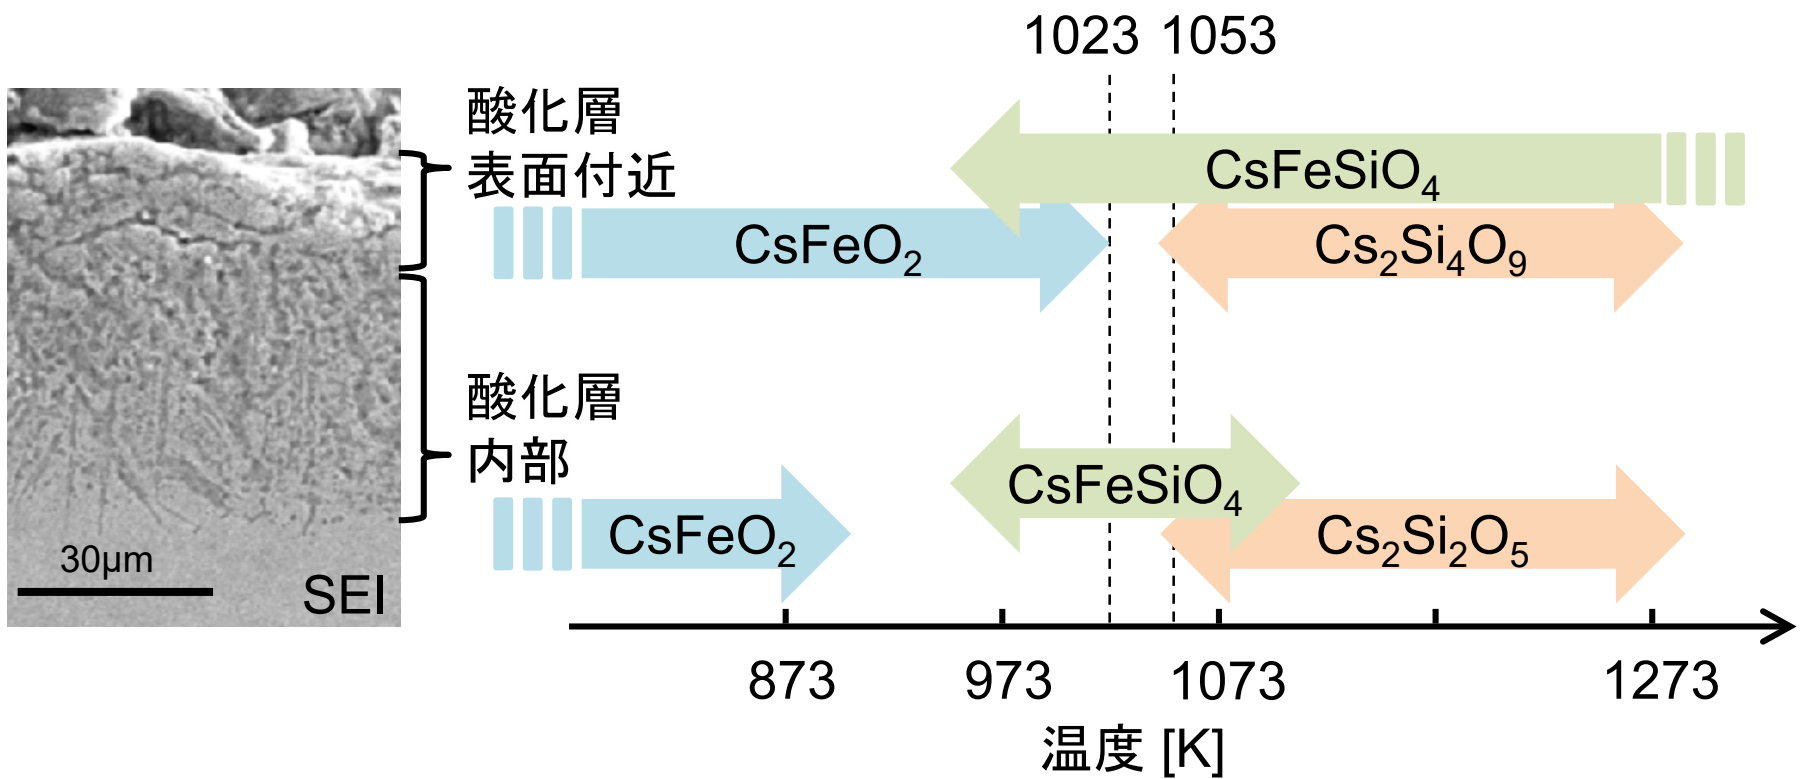 1023 1053
酸化層
表面付近
CsFeSiO₄
CsFeO₂
Cs₂Si₄O₉
酸化層
内部
CsFeSiO₄
CsFeO₂
Cs₂Si₂O₅
30μm
SEI
873 973 1073 1273
温度 [K]